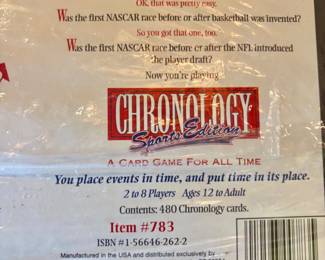 OK, that was pretty easy.
Was the first NASCAR race before or after basketball was invented?
So you got that one, too.
Was the first NASCAR race before or after the NFL introduced
the player draft?
Now you're playing
CHRONOLOGY
Sports Edition
A CARD GAME FOR ALL TIME
You place events in time, and put time in its place.
2 to 8 Players Ages 12 to Adult
Contents: 480 Chronology cards.
Item #783
ISBN #1-56646-262-2
Manufactured in the USA and distributed exclusively by